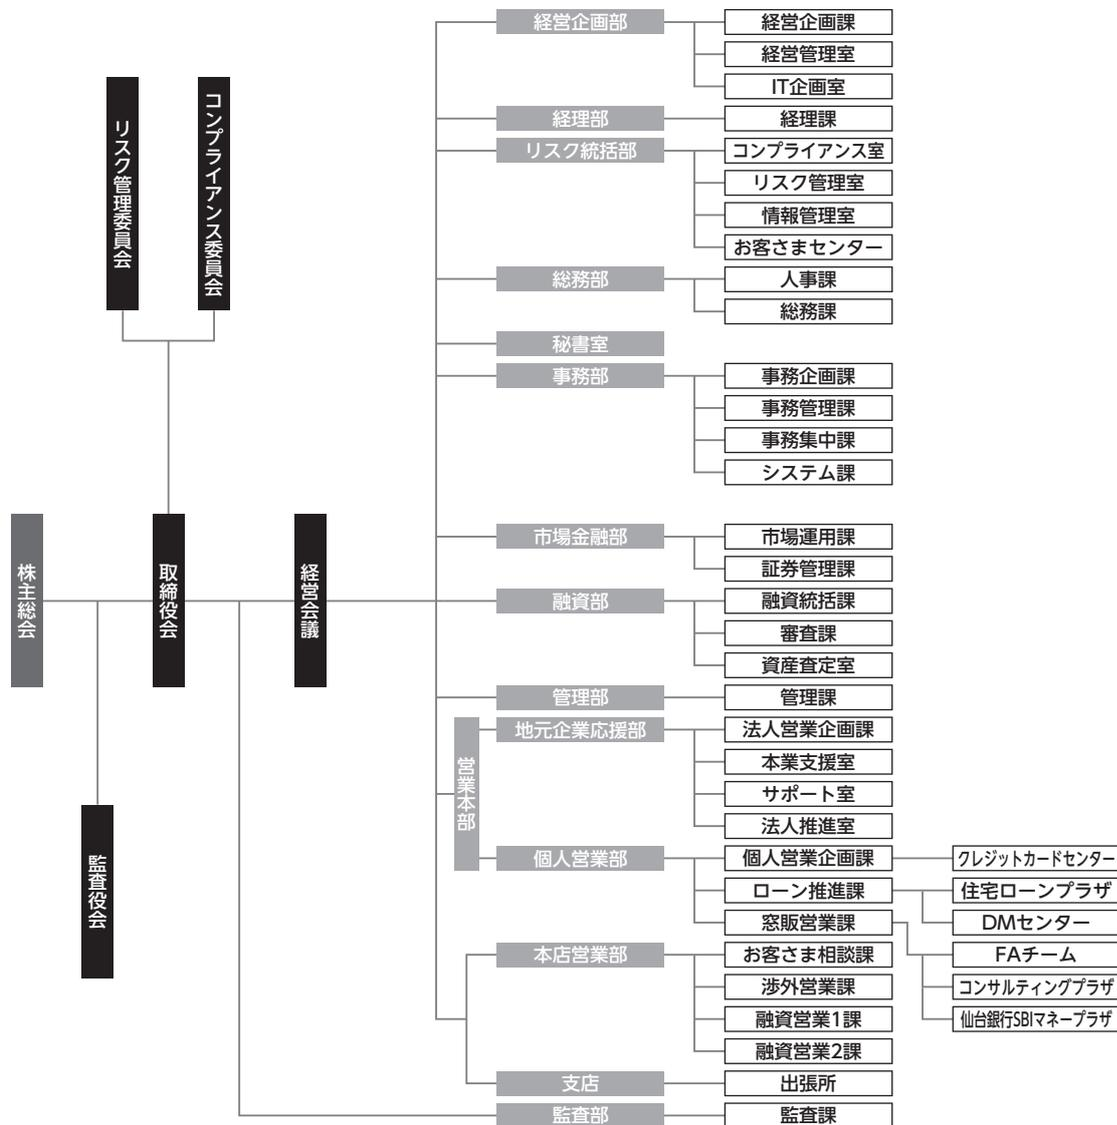 株主総会
監査役会
リスク管理委員会
コンプライアンス委員会
取締役会
経営会議
経営企画部
経営企画課
経営管理室
IT企画室
経理部
経理課
リスク統括部
コンプライアンス室
リスク管理室
情報管理室
お客さまセンター
総務部
人事課
総務課
秘書室
事務部
事務企画課
事務管理課
事務集中課
システム課
市場金融部
市場運用課
証券管理課
融資部
融資統括課
審査課
資産査定室
管理部
管理課
営業本部
地元企業応援部
法人営業企画課
本業支援室
サポート室
法人推進室
個人営業部
個人営業企画課
クレジットカードセンター
ローン推進課
住宅ローンプラザ
DMセンター
窓販営業課
FAチーム
コンサルティングプラザ
仙台銀行SBIマネープラザ
本店営業部
お客さま相談課
渉外営業課
融資営業1課
融資営業2課
支店
出張所
監査部
監査課